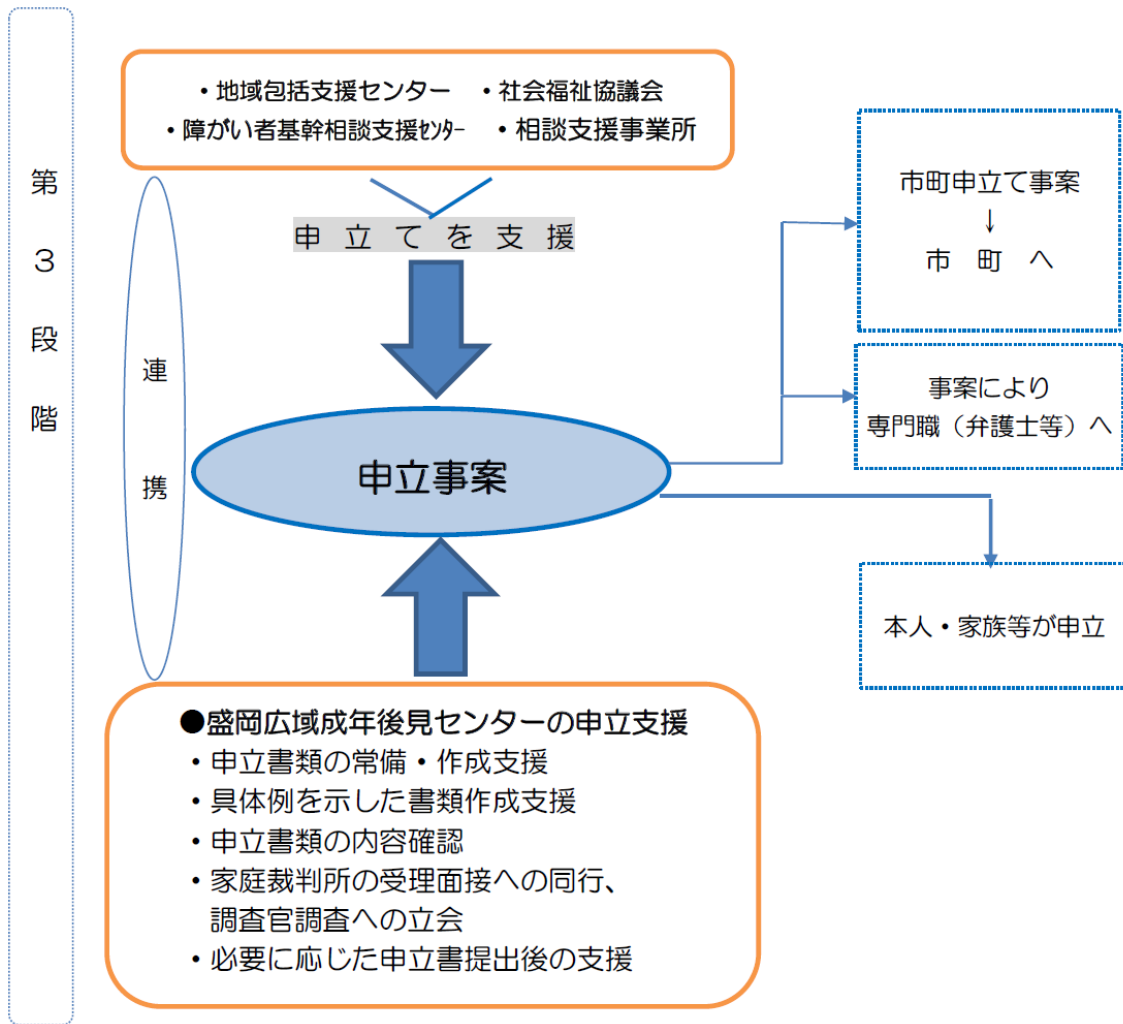 第３段階
・地域包括支援センター　・社会福祉協議会
・障がい者基幹相談支援ｾﾝﾀｰ　・相談支援事業所
申立てを支援
連携
申立事案
市町申立て事案
↓
市　町　へ
事案により
専門職（弁護士等）へ
本人・家族等が申立
●盛岡広域成年後見センターの申立支援
・申立書類の常備・作成支援
・具体例を示した書類作成支援
・申立書類の内容確認
・家庭裁判所の受理面接への同行、
調査官調査への立会
・必要に応じた申立書提出後の支援